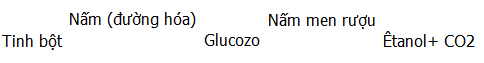 Nấm (đường hóa) Nấm men rượu
Tinh bột Glucozo Êtanol+ CO2